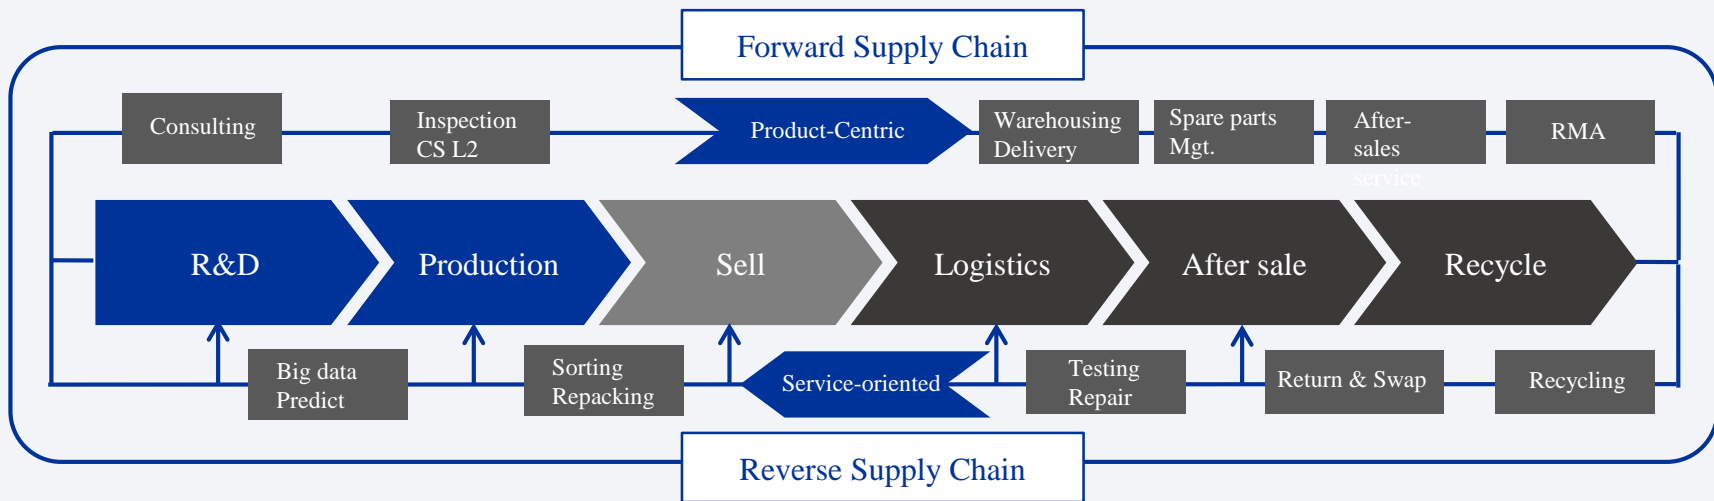 Forward Supply Chain
Consulting
Inspection
CS L2
Product-Centric
Warehousing
Delivery
Spare parts
Mgt.
After-
sales
service
RMA
R&D
Production
Sell
Logistics
After sale
Recycle
Big data
Predict
Sorting
Repacking
Service-oriented
Testing
Repair
Return & Swap
Recycling
Reverse Supply Chain